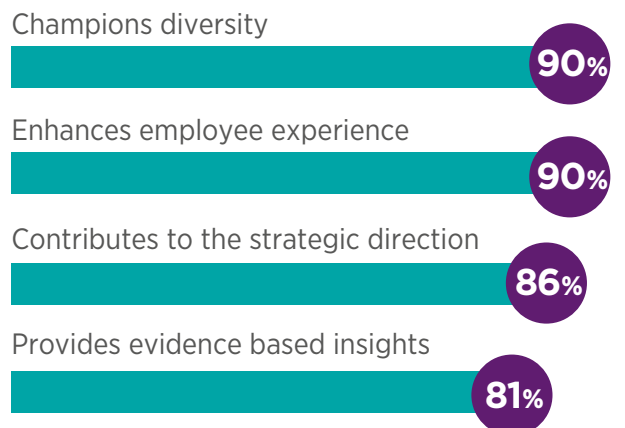 Champions diversity
90%
Enhances employee experience
90%
Contributes to the strategic direction
86%
Provides evidence based insights
81%